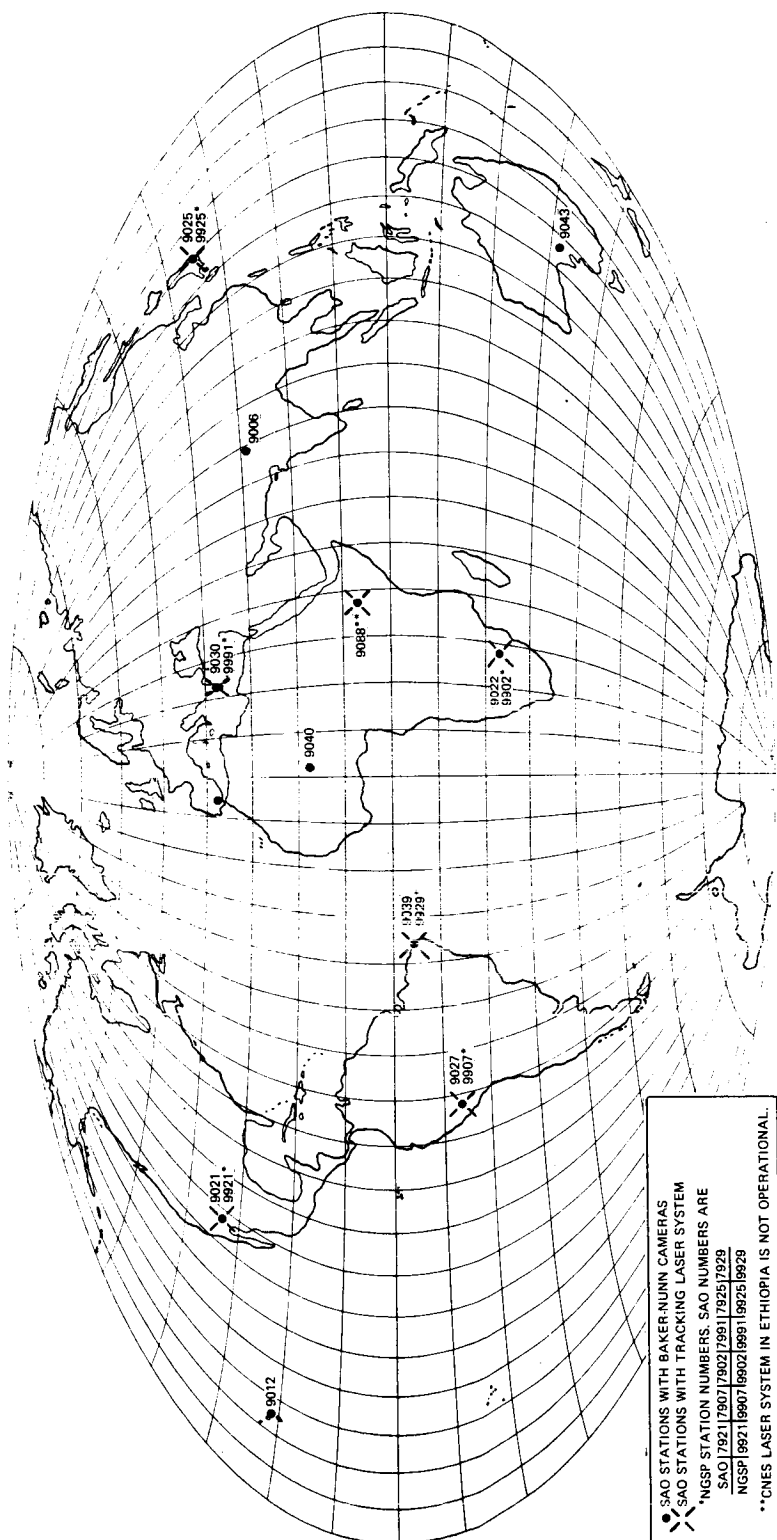 9012
9021
9921*
9027
9907*
9039
9929*
9040
9030
9991*
9088**
9022
9902*
9006
9025
9925*
9043
SAO STATIONS WITH BAKER-NUNN CAMERAS
SAO STATIONS WITH TRACKING LASER SYSTEM
*NGSP STATION NUMBERS. SAO NUMBERS ARE
SAO|7921|7907|7902|7991|7925|7929
NGSP|9921|9907|9902|9991|9925|9929
**CNES LASER SYSTEM IN ETHIOPIA IS NOT OPERATIONAL.